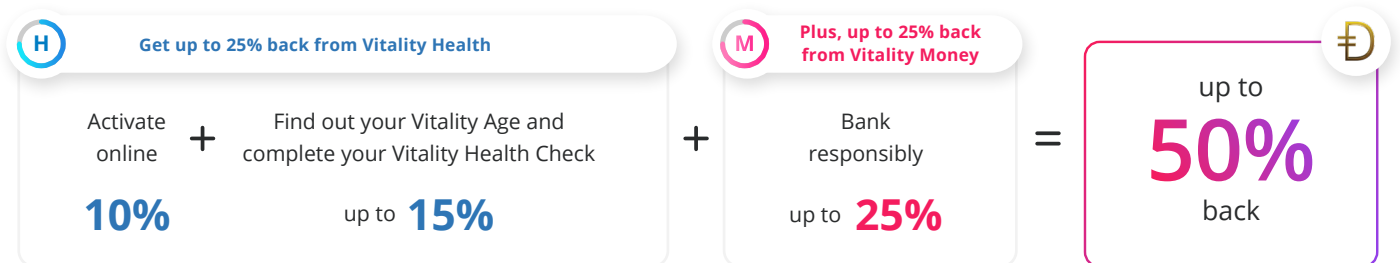 H
Get up to 25% back from Vitality Health
M
Plus, up to 25% back
from Vitality Money
Activate
online
10%
+
Find out your Vitality Age and
complete your Vitality Health Check
up to 15%
+
Bank
responsibly
up to 25%
=
up to
50%
back